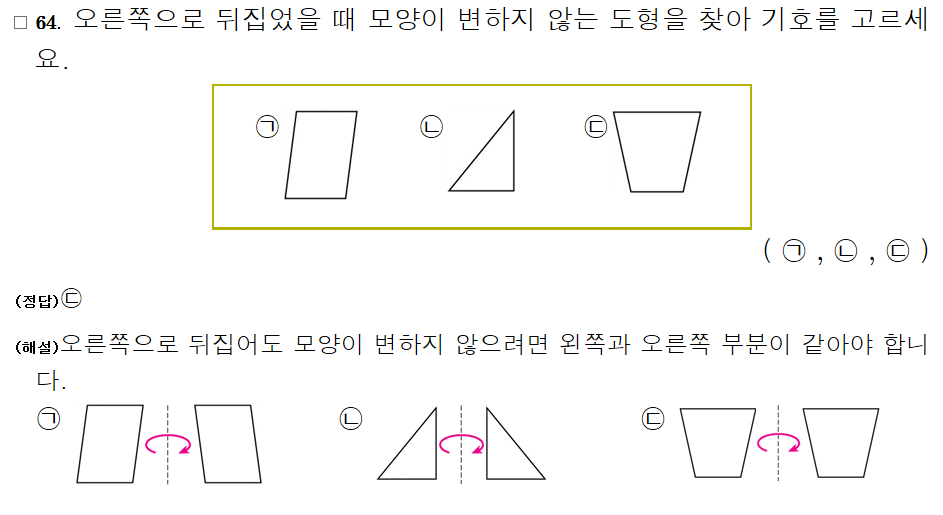 □ 64. 오른쪽으로 뒤집었을 때 모양이 변하지 않는 도형을 찾아 기호를 고르세
요.
㉠ ㉡ ㉢
( ㉠ , ㉡ , ㉢ )
(정답)㉢
(해설)오른쪽으로 뒤집어도 모양이 변하지 않으려면 왼쪽과 오른쪽 부분이 같아야 합니
다.
㉠ ㉡ ㉢